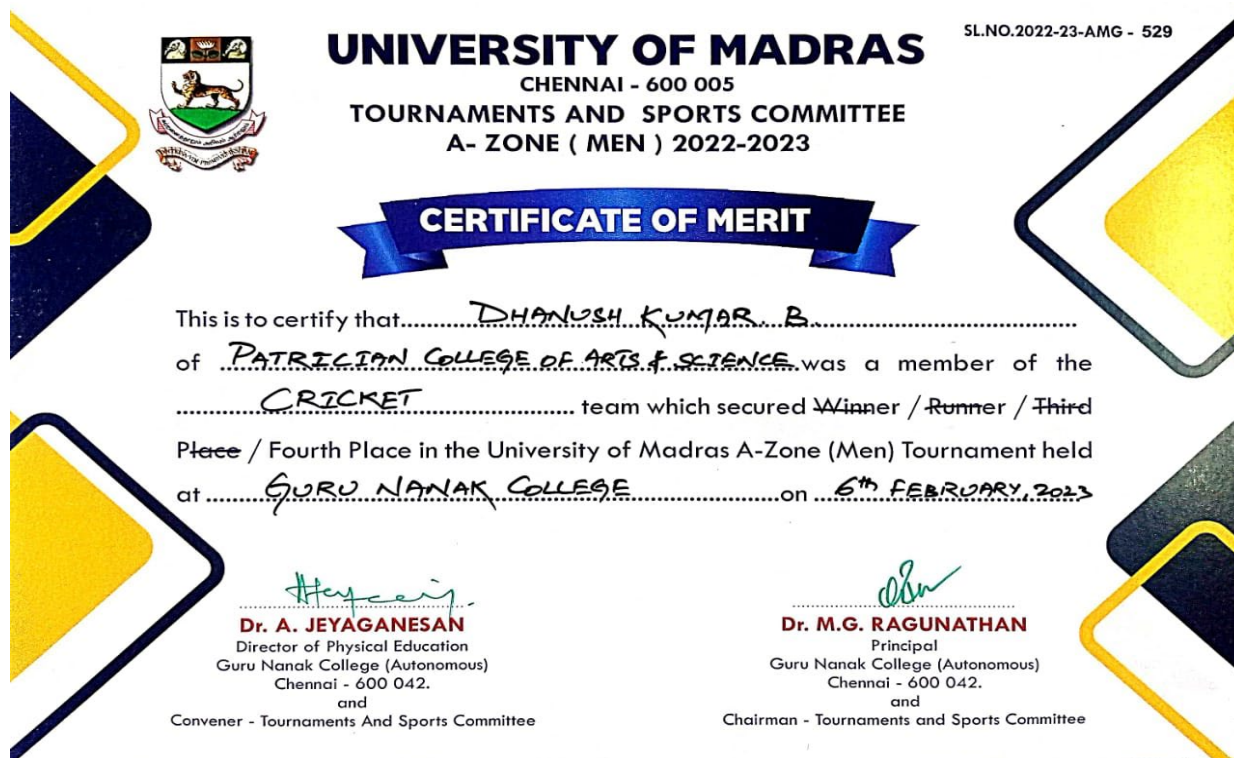 SL.NO.2022-23-AMG - 529
UNIVERSITY OF MADRAS
CHENNAI - 600 005
TOURNAMENTS AND SPORTS COMMITTEE
A- ZONE ( MEN ) 2022-2023
CERTIFICATE OF MERIT
This is to certify that DHANUSH KUMAR. B.
of PATRICIAN COLLEGE OF ARTS & SCIENCE was a member of the
CRICKET team which secured Winner / Runner / Third
Place / Fourth Place in the University of Madras A-Zone (Men) Tournament held
at GURU NANAK COLLEGE on 6th FEBRUARY, 2023
Dr. A. JEYAGANESAN
Director of Physical Education
Guru Nanak College (Autonomous)
Chennai - 600 042.
and
Convener - Tournaments And Sports Committee
Dr. M.G. RAGUNATHAN
Principal
Guru Nanak College (Autonomous)
Chennai - 600 042.
and
Chairman - Tournaments and Sports Committee